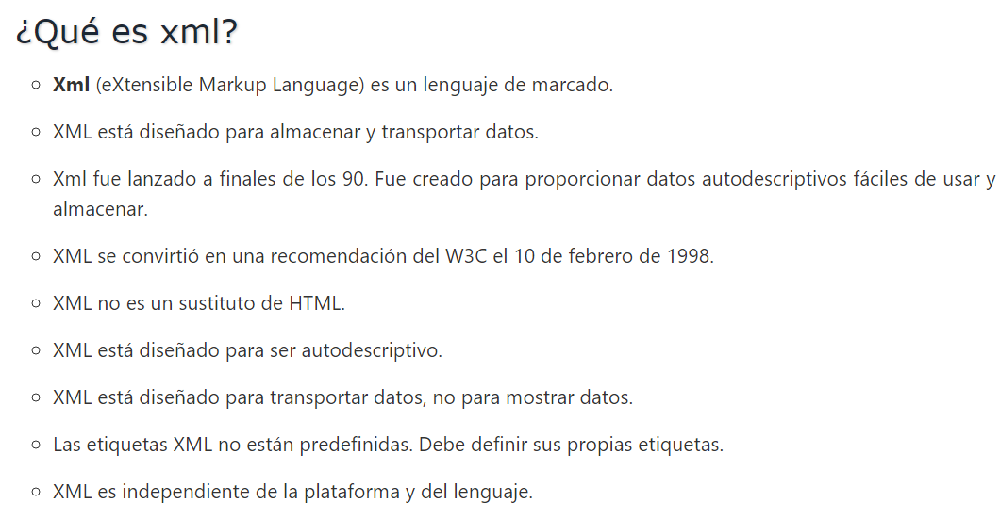 ¿Qué es xml?
Xml (eXtensible Markup Language) es un lenguaje de marcado.
XML está diseñado para almacenar y transportar datos.
Xml fue lanzado a finales de los 90. Fue creado para proporcionar datos autodescriptivos fáciles de usar y
almacenar.
XML se convirtió en una recomendación del W3C el 10 de febrero de 1998.
XML no es un sustituto de HTML.
XML está diseñado para ser autodescriptivo.
XML está diseñado para transportar datos, no para mostrar datos.
Las etiquetas XML no están predefinidas. Debe definir sus propias etiquetas.
XML es independiente de la plataforma y del lenguaje.